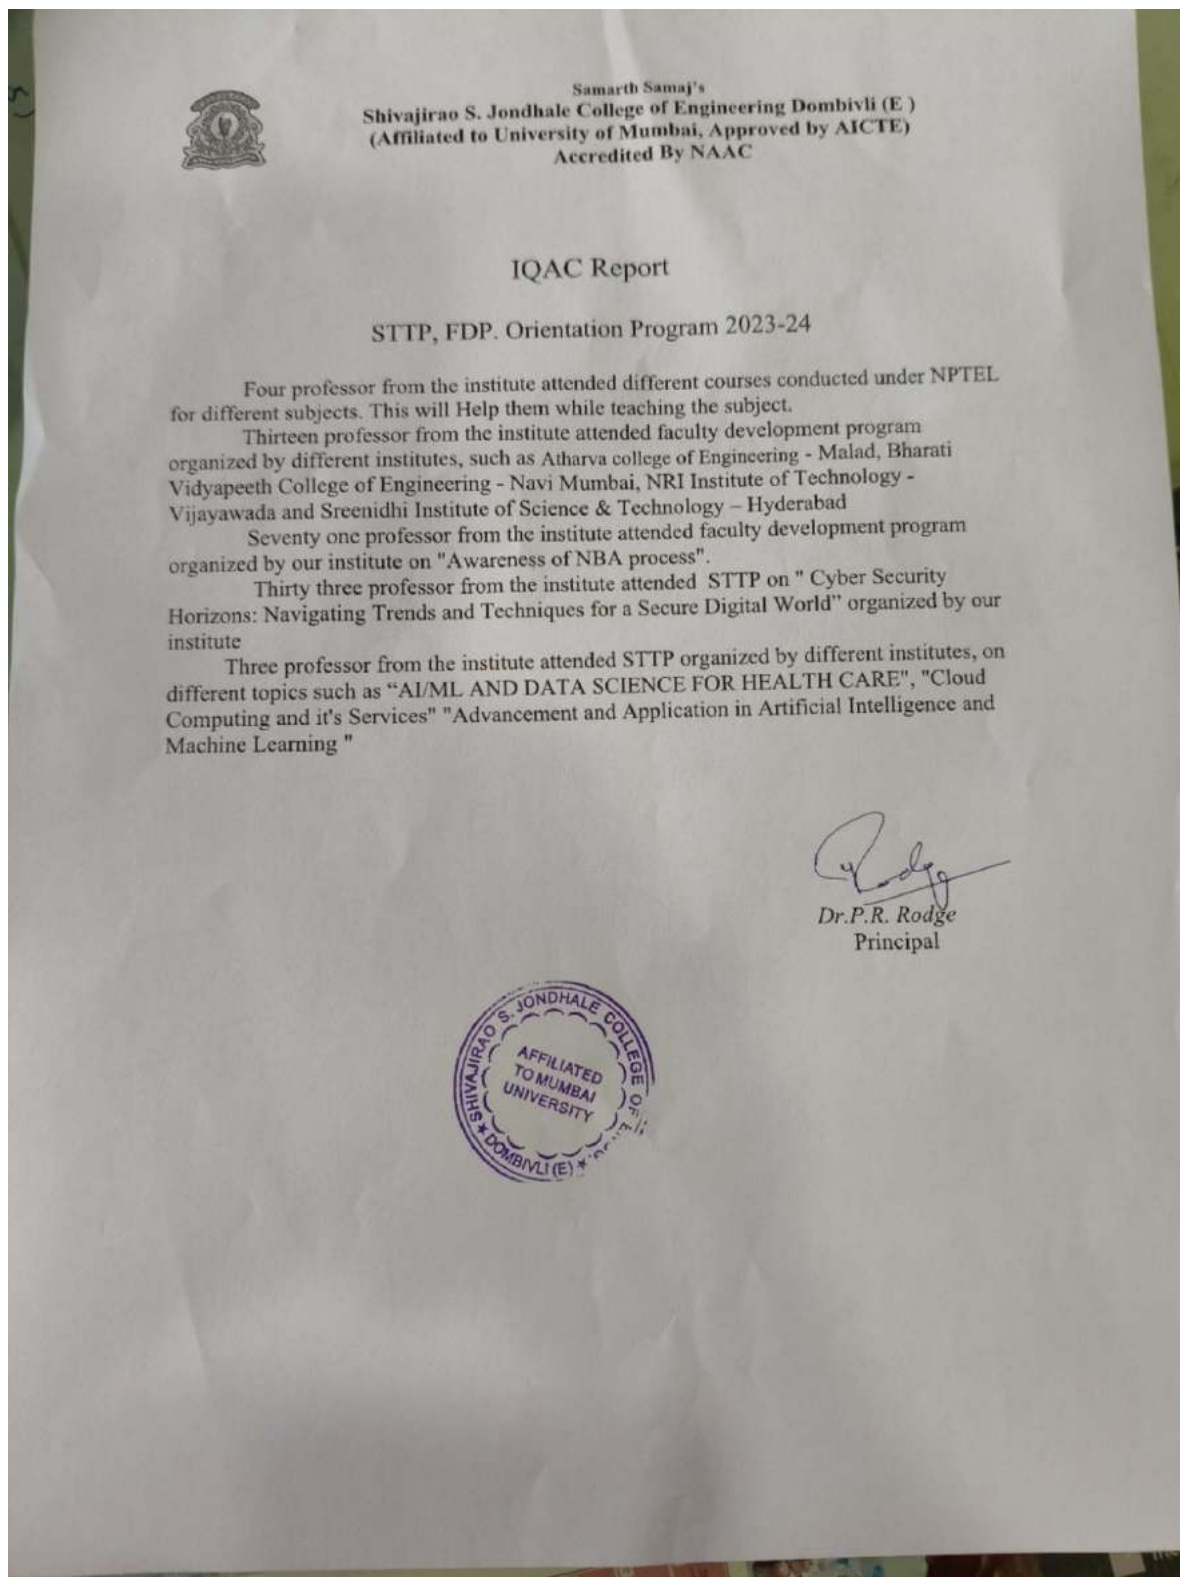 Samarth Samaj's
Shivajirao S. Jondhale College of Engineering Dombivli (E )
(Affiliated to University of Mumbai, Approved by AICTE)
Accredited By NAAC
IQAC Report
STTP, FDP. Orientation Program 2023-24
Four professor from the institute attended different courses conducted under NPTEL
for different subjects. This will Help them while teaching the subject.
Thirteen professor from the institute attended faculty development program
organized by different institutes, such as Atharva college of Engineering - Malad, Bharati
Vidyapeeth College of Engineering - Navi Mumbai, NRI Institute of Technology -
Vijayawada and Sreenidhi Institute of Science & Technology – Hyderabad
Seventy one professor from the institute attended faculty development program
organized by our institute on "Awareness of NBA process".
Thirty three professor from the institute attended STTP on " Cyber Security
Horizons: Navigating Trends and Techniques for a Secure Digital World" organized by our
institute
Three professor from the institute attended STTP organized by different institutes, on
different topics such as “AI/ML AND DATA SCIENCE FOR HEALTH CARE", "Cloud
Computing and it's Services" "Advancement and Application in Artificial Intelligence and
Machine Learning "
Rodge
Dr.P.R. Rodge
Principal
SHIVAJIRAO S. JONDHALE COLLEGE OF
AFFILIATED
TO MUMBAI
UNIVERSITY
★ DOMBIVLI (E) ★